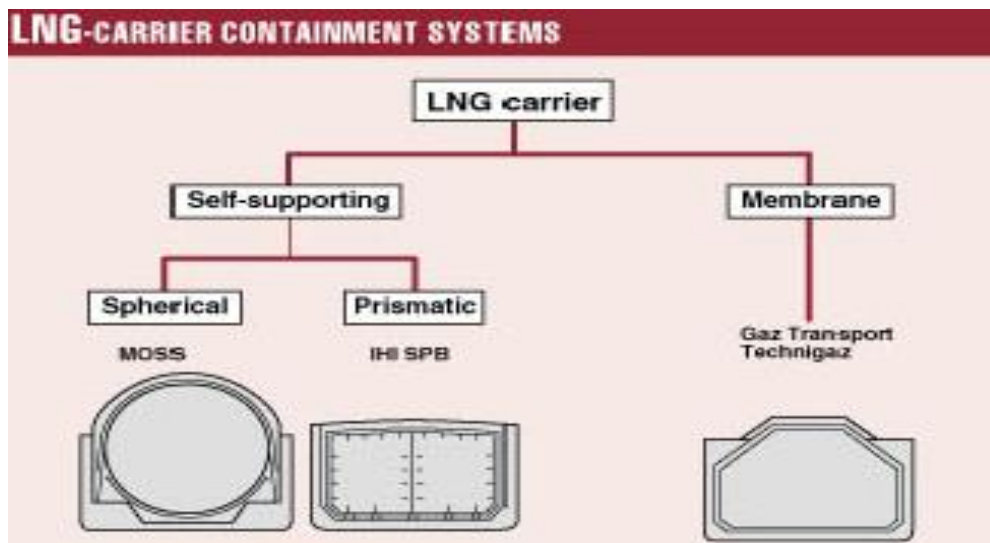 LNG-CARRIER CONTAINMENT SYSTEMS
LNG carrier
Self-supporting
Membrane
Spherical
Prismatic
MOSS
IHI SPB
Gaz Transport
Technigaz